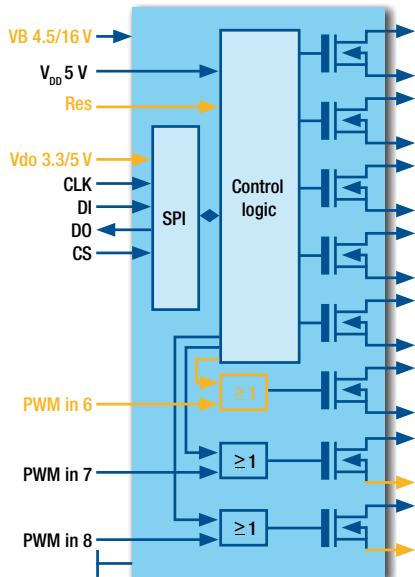 VB 4.5/16 V
VDD 5 V
Res
Vdo 3.3/5 V
CLK
DI
DO
CS
SPI
Control
logic
PWM in 6
≥1
PWM in 7
≥1
PWM in 8
≥1